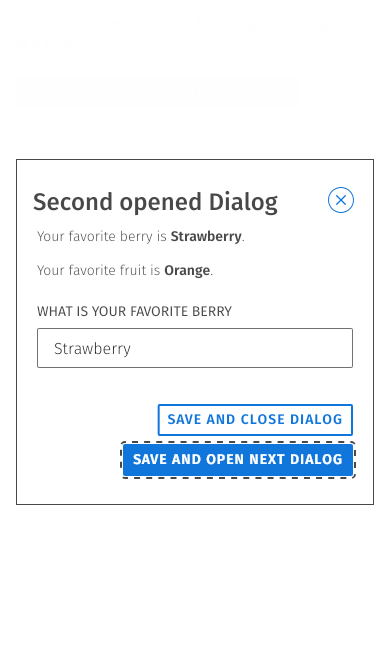 Second opened Dialog
Your favorite berry is Strawberry.
Your favorite fruit is Orange.
WHAT IS YOUR FAVORITE BERRY
Strawberry
SAVE AND CLOSE DIALOG
SAVE AND OPEN NEXT DIALOG